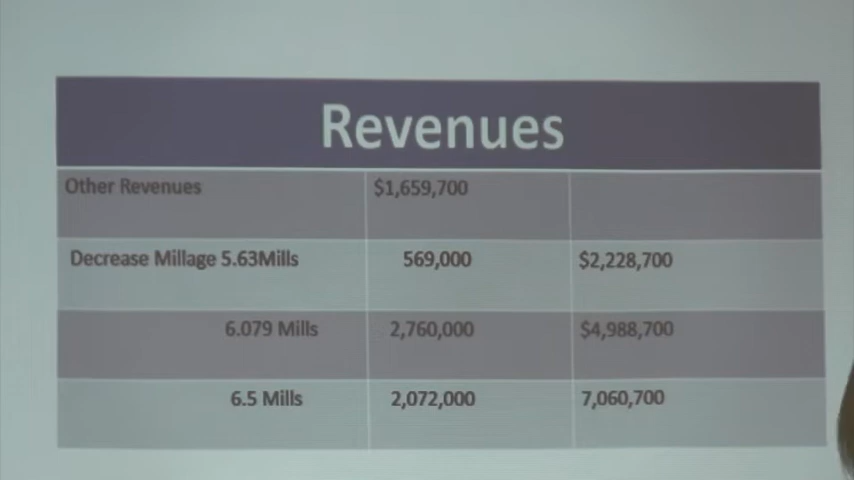 Revenues
Other Revenues $1,659,700
Decrease Millage 5.63Mills 569,000 $2,228,700
6.079 Mills 2,760,000 $4,988,700
6.5 Mills 2,072,000 7,060,700